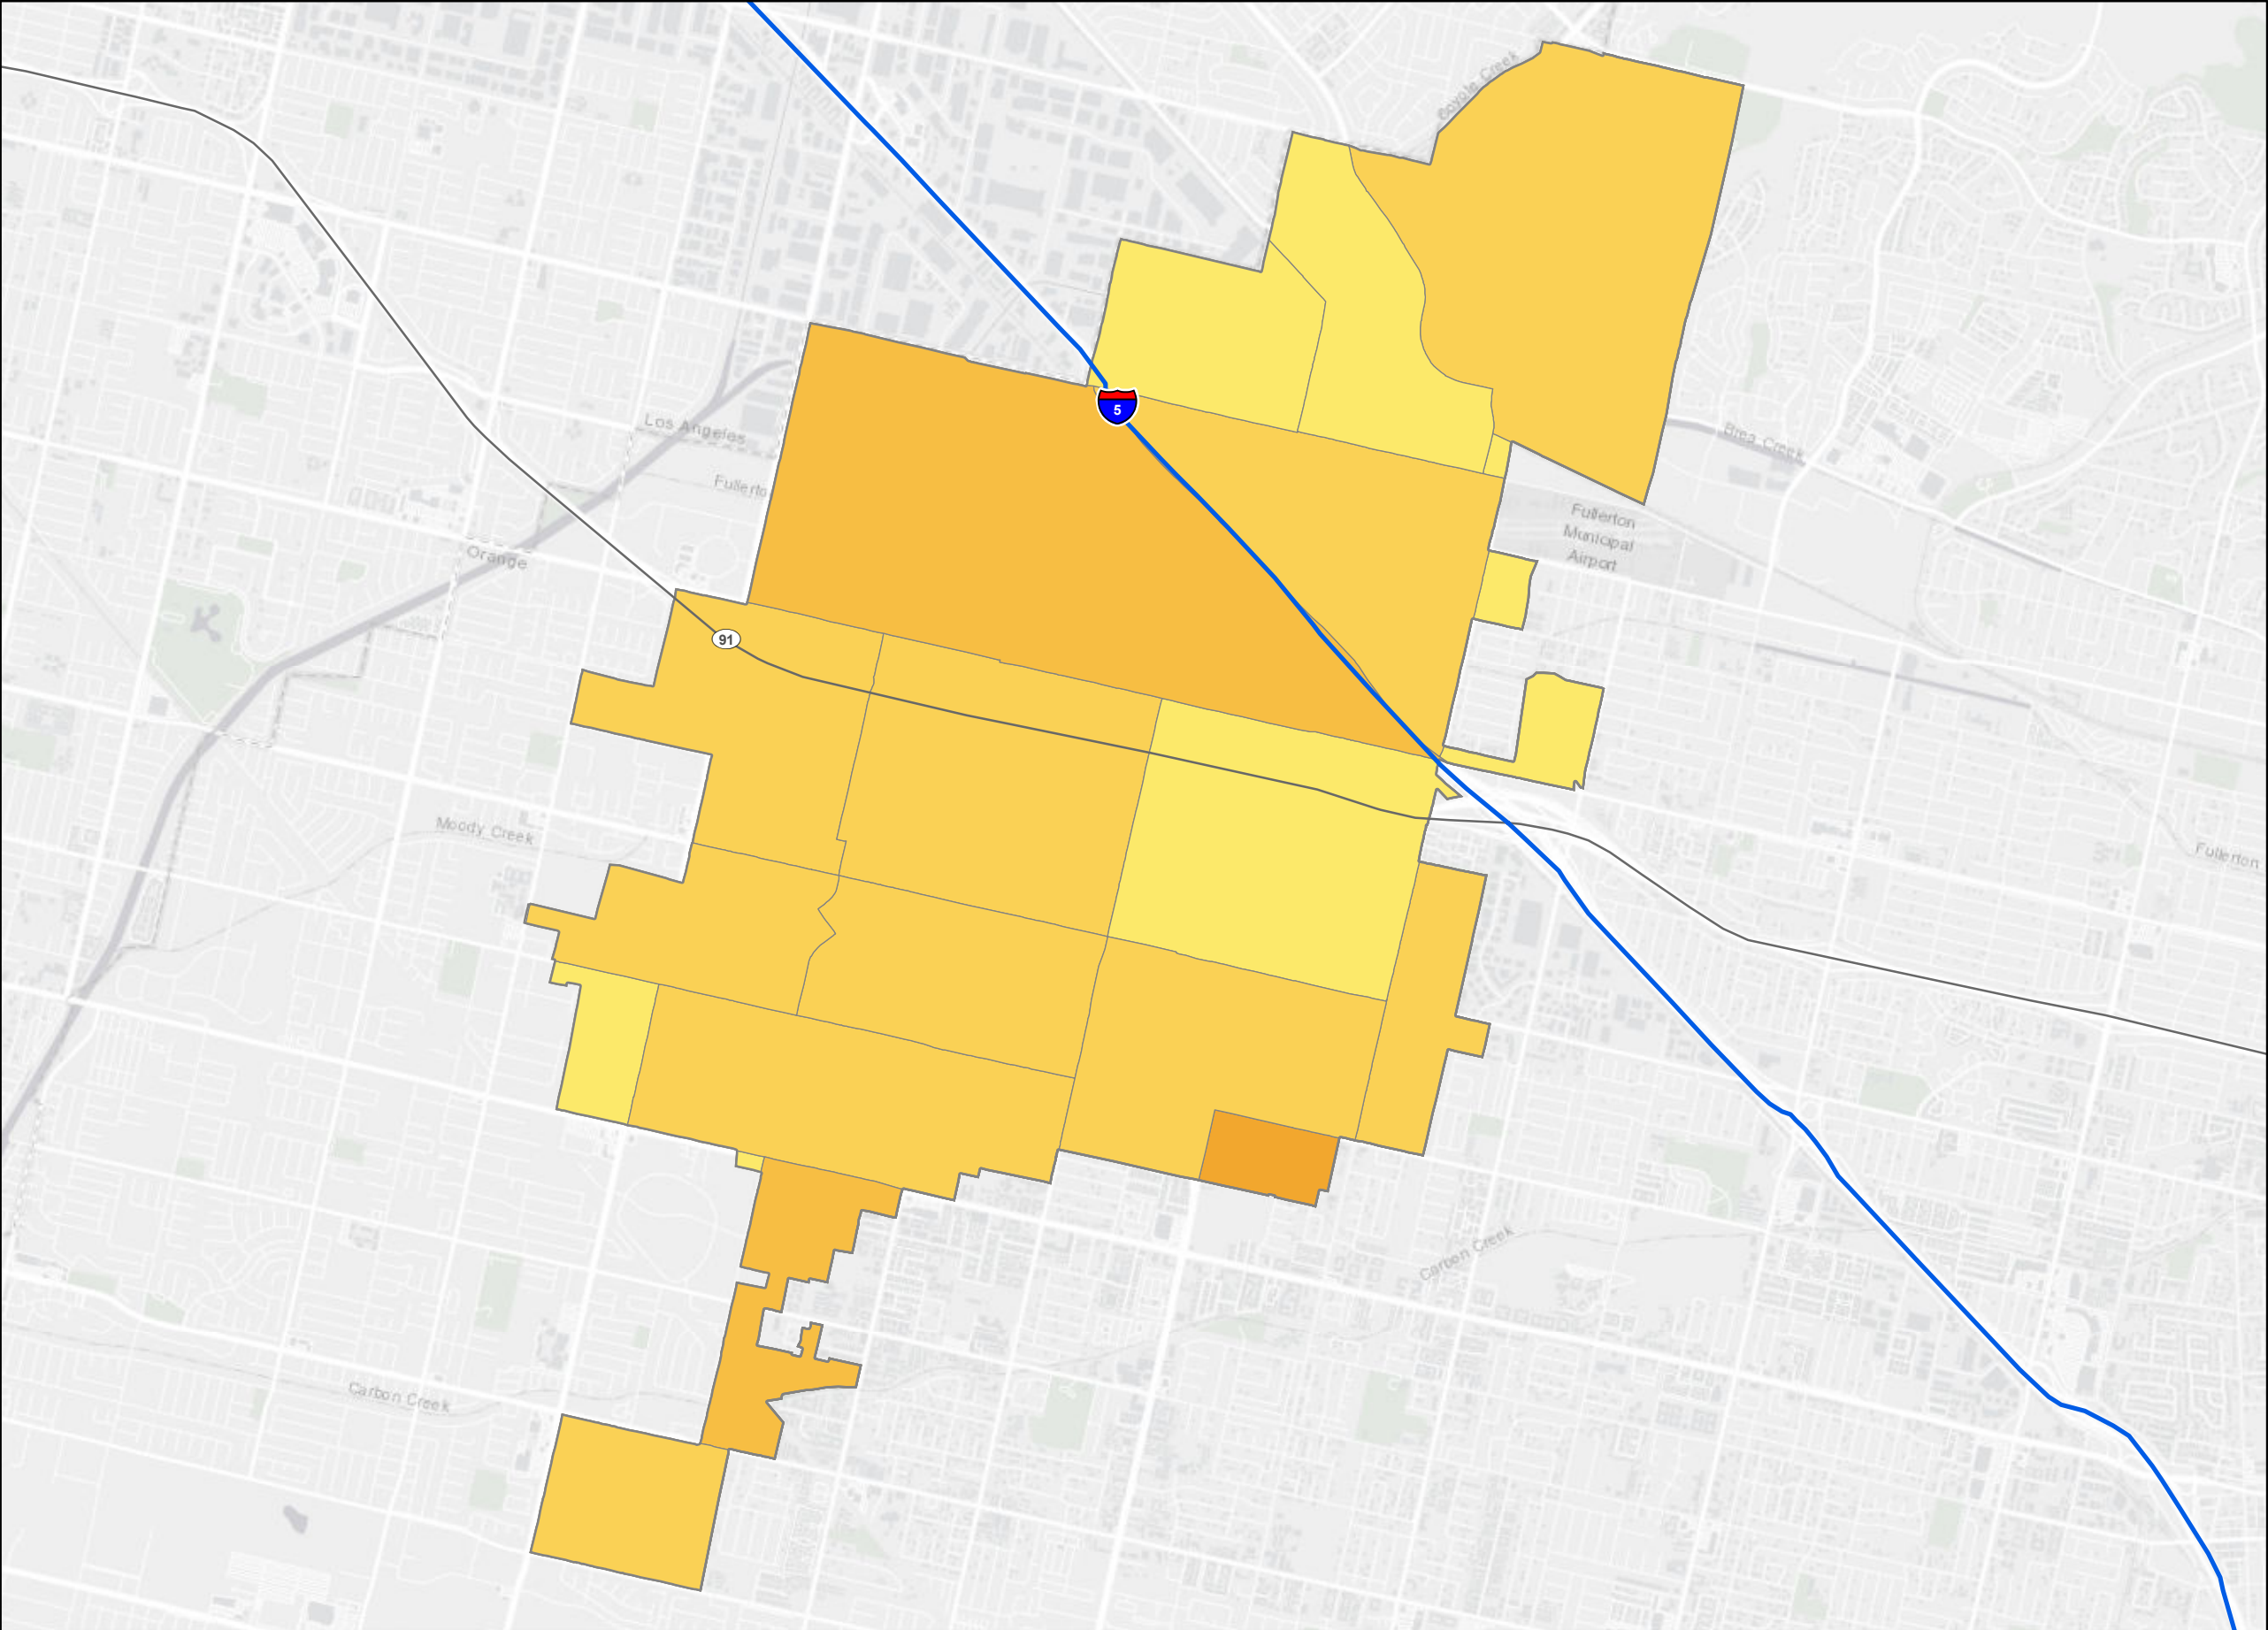 Coyote Creek
5
Los Angeles
Fullerto
Brea Creek
Fullerton
Municipal
Airport
Orange
91
Moody Creek
Fullerton
Carbon Creek
Carbon Creek